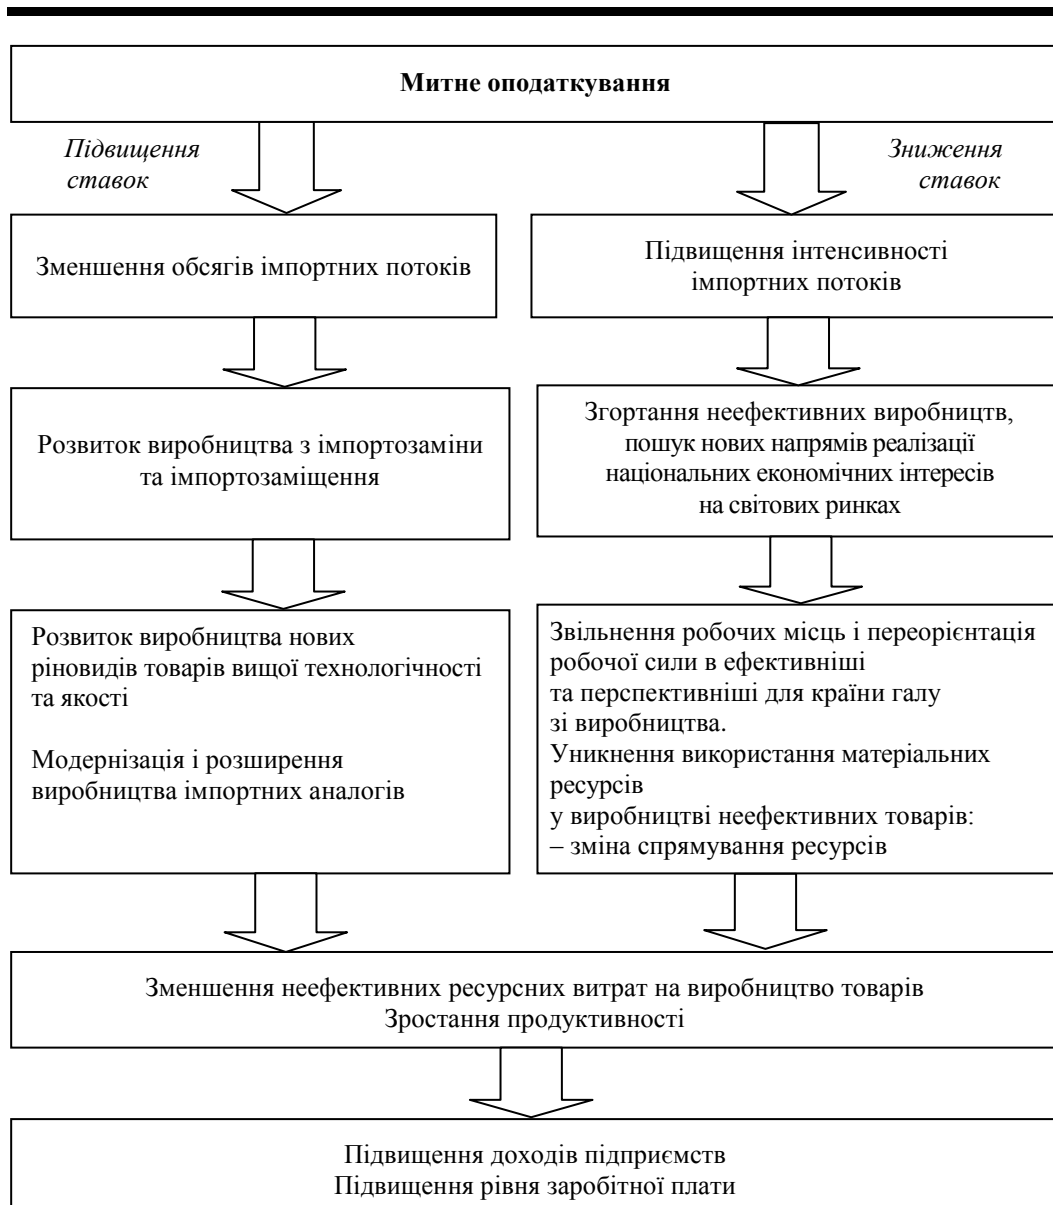 Митне оподаткування
Підвищення
ставок
Зниження
ставок
Зменшення обсягів імпортних потоків
Підвищення інтенсивності
імпортних потоків
Розвиток виробництва з імпортозаміни
та імпортозаміщення
Згортання неефективних виробництв,
пошук нових напрямів реалізації
національних економічних інтересів
на світових ринках
Розвиток виробництва нових
ріновидів товарів вищої технологічності
та якості
Модернізація і розширення
виробництва імпортних аналогів
Звільнення робочих місць і переорієнтація
робочої сили в ефективніші
та перспективніші для країни галу
зі виробництва.
Уникнення використання матеріальних
ресурсів
у виробництві неефективних товарів:
– зміна спрямування ресурсів
Зменшення неефективних ресурсних витрат на виробництво товарів
Зростання продуктивності
Підвищення доходів підприємств
Підвищення рівня заробітної плати